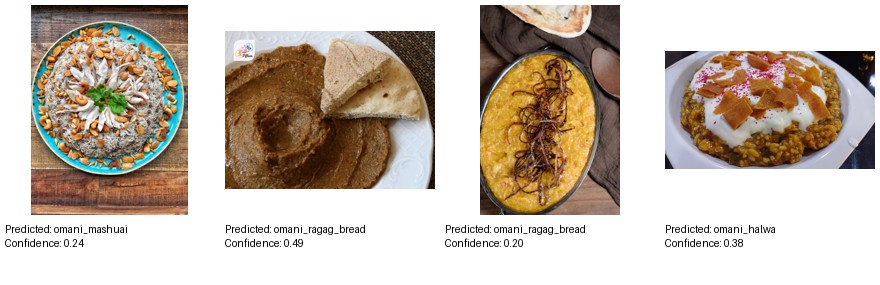 Predicted: omani_mashuai
Confidence: 0.24
Predicted: omani_ragag_bread
Confidence: 0.49
Predicted: omani_ragag_bread
Confidence: 0.20
Predicted: omani_halwa
Confidence: 0.38